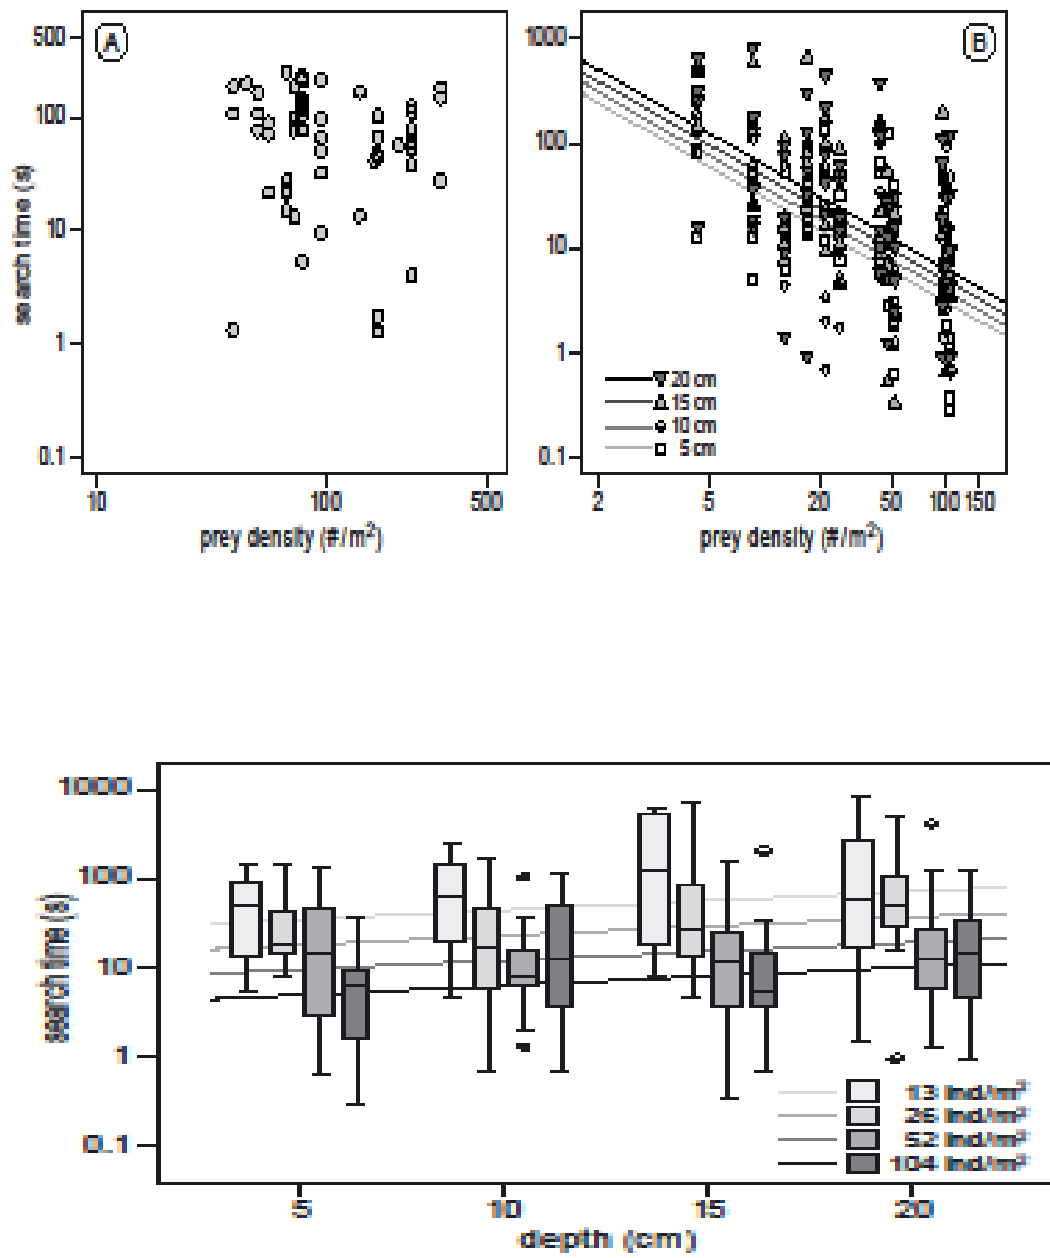 A
500
100
10
1
0.1
search time (s)
10 100 500
prey density (#/m²)
B
1000
100
10
1
0.1
20 cm
15 cm
10 cm
5 cm
2 5 20 50 100 150
prey density (#/m²)
1000
100
10
1
0.1
search time (s)
13 ind/m²
26 ind/m²
52 ind/m²
104 ind/m²
5 10 15 20
depth (cm)